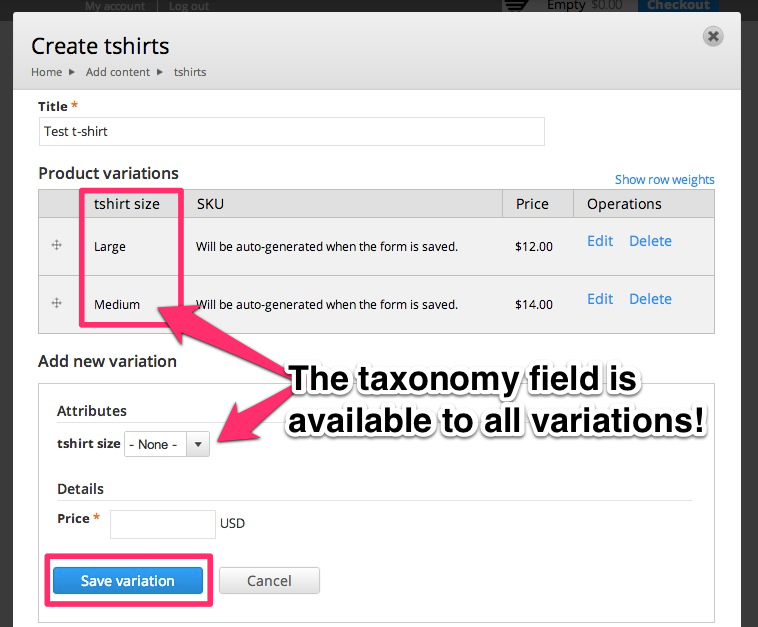 My account Log out Empty $0.00 Checkout
Create tshirts
Home Add content tshirts
Title *
Test t-shirt
Product variations
Show row weights
tshirt size SKU Price Operations
Large Will be auto-generated when the form is saved. $12.00 Edit Delete
Medium Will be auto-generated when the form is saved. $14.00 Edit Delete
Add new variation
The taxonomy field is
available to all variations!
Attributes
tshirt size - None -
Details
Price * USD
Save variation Cancel